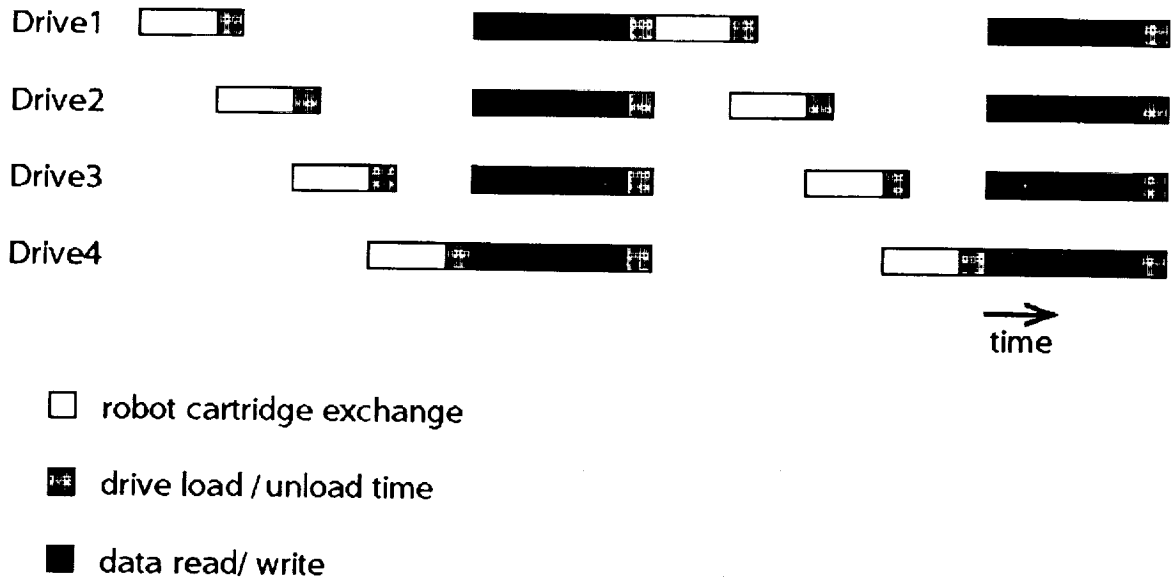 Drive1
Drive2
Drive3
Drive4
time
robot cartridge exchange
drive load / unload time
data read/ write